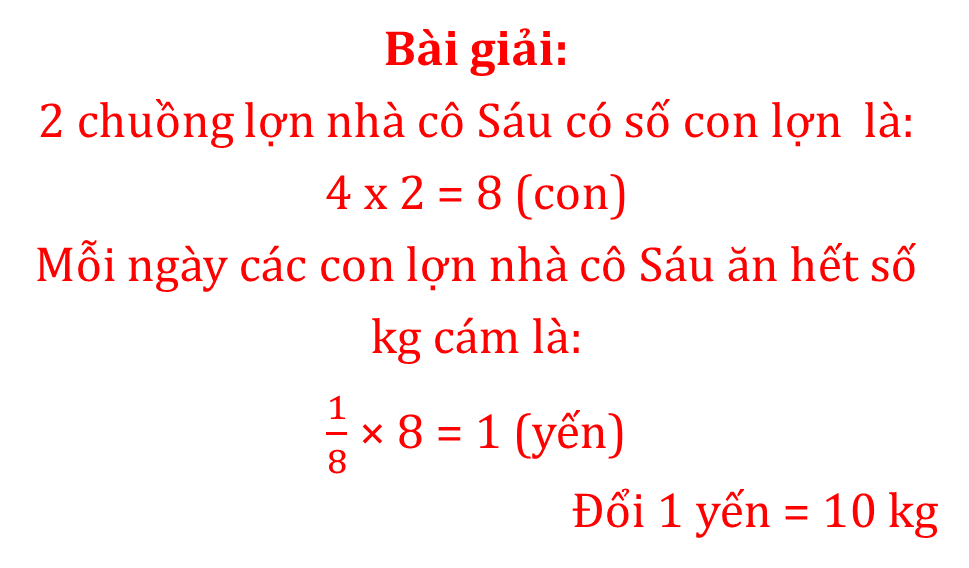 Bài giải:
2 chuồng lợn nhà cô Sáu có số con lợn là:
4 x 2 = 8 (con)
Mỗi ngày các con lợn nhà cô Sáu ăn hết số
kg cám là:
1/8 × 8 = 1 (yến)
Đổi 1 yến = 10 kg